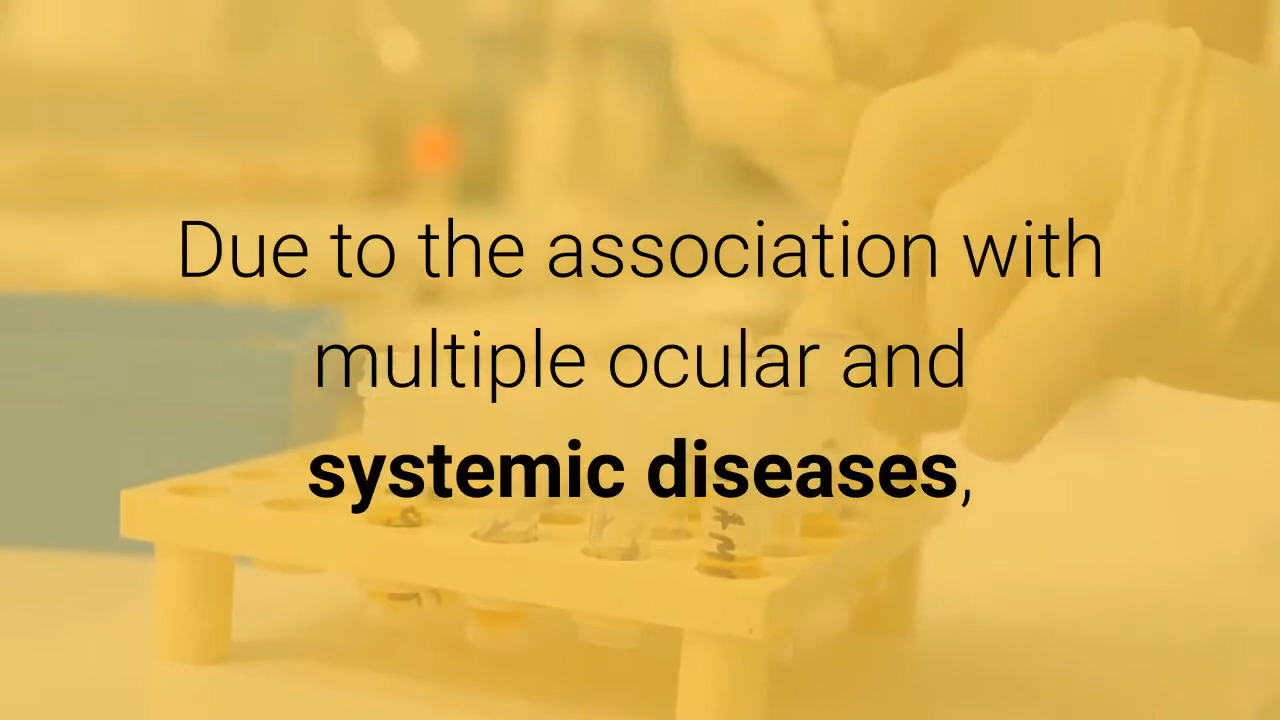 Due to the association with
multiple ocular and
systemic diseases,